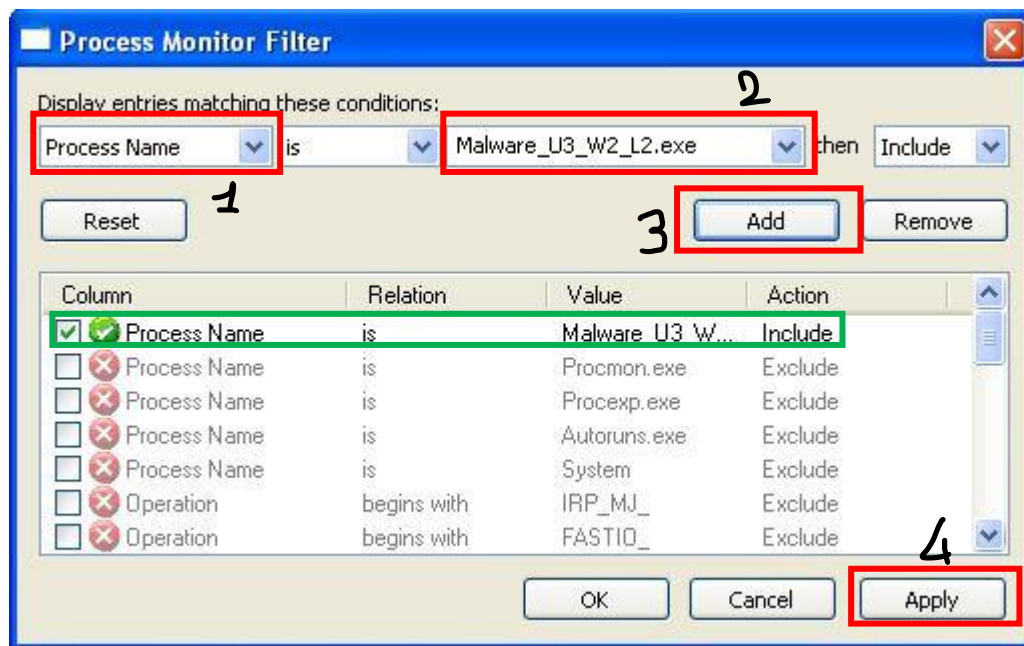 Process Monitor Filter
Display entries matching these conditions:
2
Process Name is Malware_U3_W2_L2.exe then Include
1
Reset 3 Add Remove
Column Relation Value Action
Process Name is Malware_U3_W... Include
Process Name is Procmon.exe Exclude
Process Name is Procexp.exe Exclude
Process Name is Autoruns.exe Exclude
Process Name is System Exclude
Operation begins with IRP_MJ_ Exclude
Operation begins with FASTIO_ Exclude
4
OK Cancel Apply